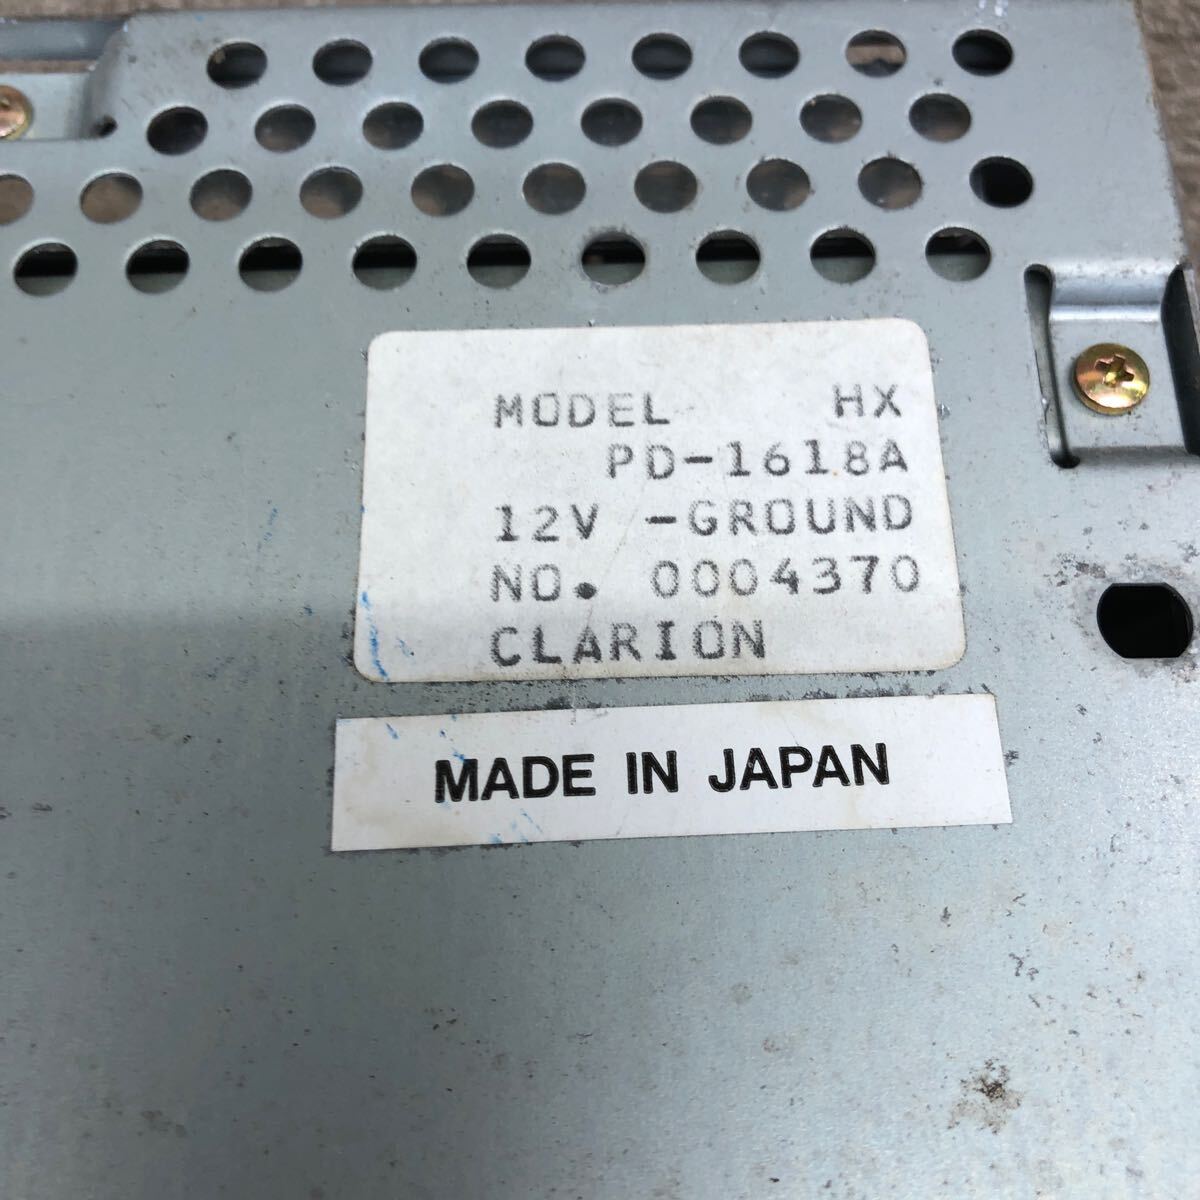 MODEL HX
PD-1618A
12V -GROUND
NO. 0004370
CLARION
MADE IN JAPAN